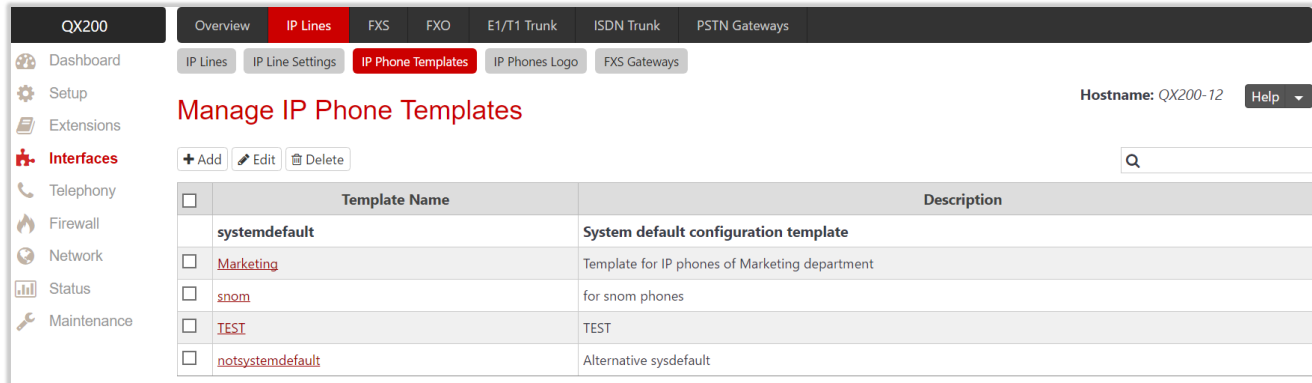 QX200
Overview IP Lines FXS FXO E1/T1 Trunk ISDN Trunk PSTN Gateways
Dashboard
Setup
Extensions
Interfaces
Telephony
Firewall
Network
Status
Maintenance
IP Lines IP Line Settings IP Phone Templates IP Phones Logo FXS Gateways
Hostname: QX200-12 Help
Manage IP Phone Templates
Add Edit Delete
Template Name Description
systemdefault System default configuration template
Marketing Template for IP phones of Marketing department
snom for snom phones
TEST TEST
notsystemdefault Alternative sysdefault